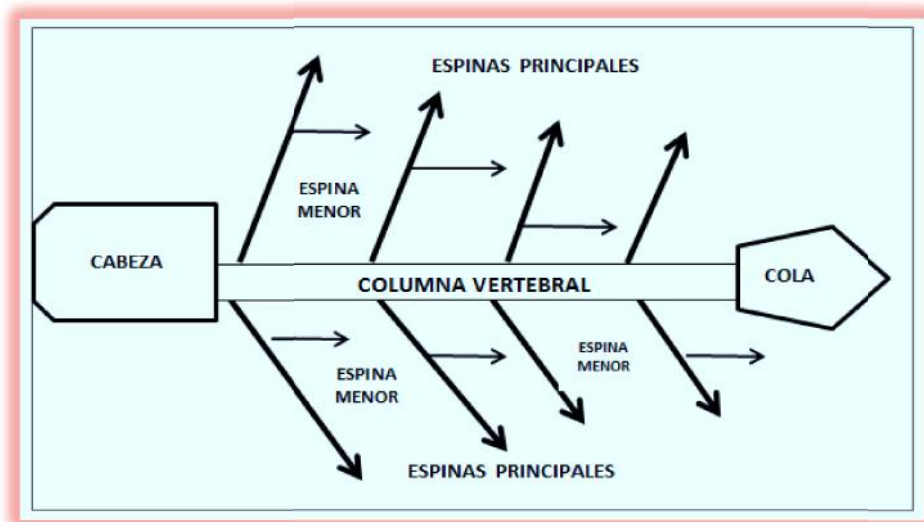 ESPINAS PRINCIPALES
ESPINA
MENOR
CABEZA
COLUMNA VERTEBRAL
COLA
ESPINA
MENOR
ESPINA
MENOR
ESPINAS PRINCIPALES